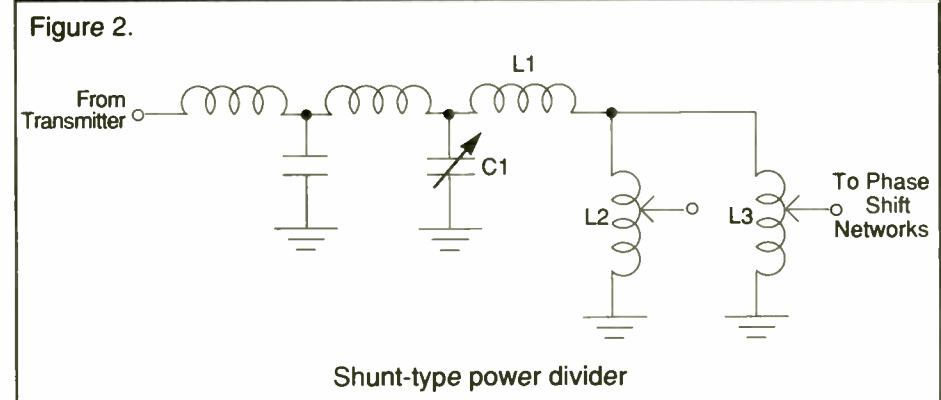 Figure 2.
L1
From
Transmitter
C1
L2
L3
To Phase
Shift
Networks
Shunt-type power divider